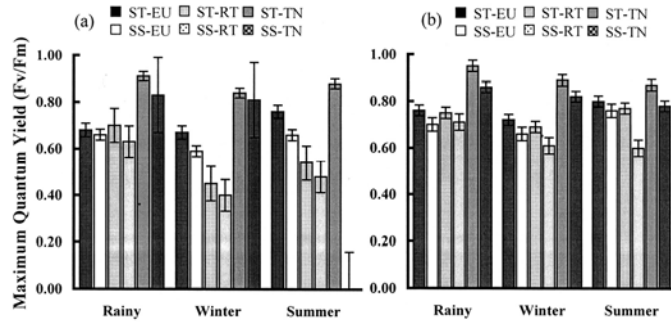 (a) ST-EU ST-RT ST-TN
SS-EU SS-RT SS-TN
(b) ST-EU ST-RT ST-TN
SS-EU SS-RT SS-TN
Maximum Quantum Yield (Fv/Fm)
1.00
0.80
0.60
0.40
0.20
0.00
Rainy Winter Summer
1.00
0.80
0.60
0.40
0.20
0.00
Rainy Winter Summer